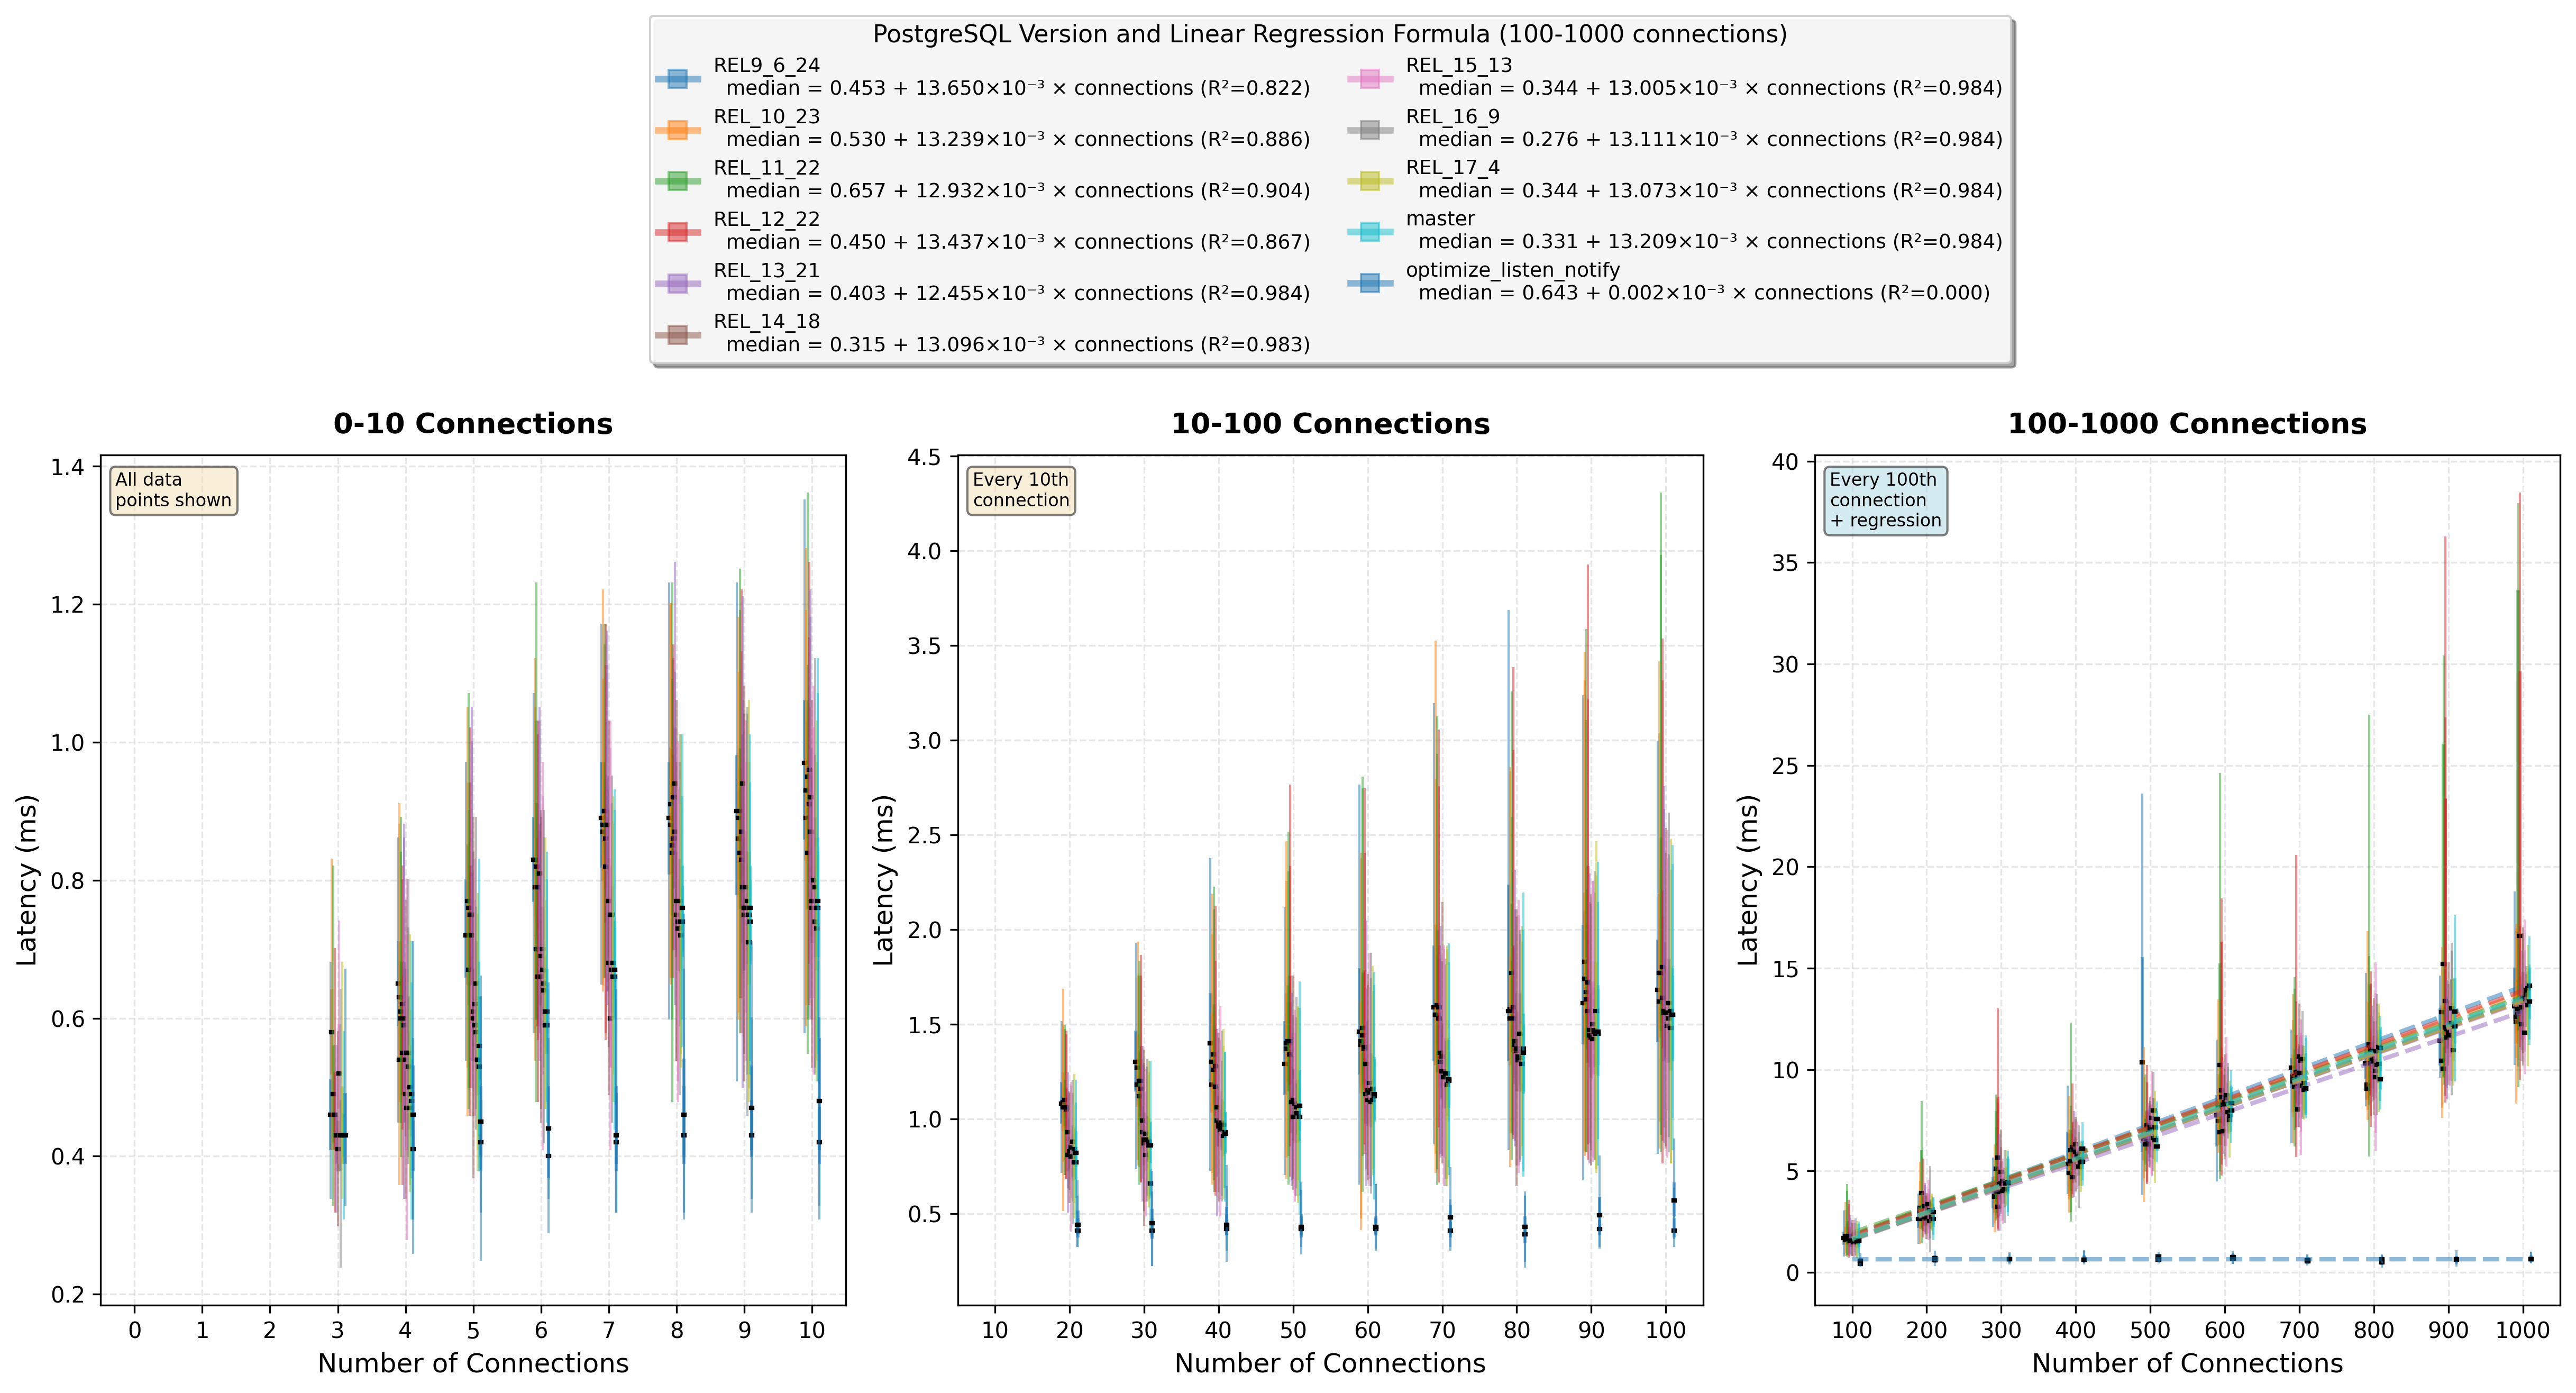 PostgreSQL Version and Linear Regression Formula (100-1000 connections)
REL9_6_24
median = 0.453 + 13.650×10⁻³ × connections (R²=0.822)
REL_10_23
median = 0.530 + 13.239×10⁻³ × connections (R²=0.886)
REL_11_22
median = 0.657 + 12.932×10⁻³ × connections (R²=0.904)
REL_12_22
median = 0.450 + 13.437×10⁻³ × connections (R²=0.867)
REL_13_21
median = 0.403 + 12.455×10⁻³ × connections (R²=0.984)
REL_14_18
median = 0.315 + 13.096×10⁻³ × connections (R²=0.983)
REL_15_13
median = 0.344 + 13.005×10⁻³ × connections (R²=0.984)
REL_16_9
median = 0.276 + 13.111×10⁻³ × connections (R²=0.984)
REL_17_4
median = 0.344 + 13.073×10⁻³ × connections (R²=0.984)
master
median = 0.331 + 13.209×10⁻³ × connections (R²=0.984)
optimize_listen_notify
median = 0.643 + 0.002×10⁻³ × connections (R²=0.000)
0-10 Connections
All data
points shown
Latency (ms)
1.4
1.2
1.0
0.8
0.6
0.4
0.2
0 1 2 3 4 5 6 7 8 9 10
Number of Connections
10-100 Connections
Every 10th
connection
Latency (ms)
4.5
4.0
3.5
3.0
2.5
2.0
1.5
1.0
0.5
10 20 30 40 50 60 70 80 90 100
Number of Connections
100-1000 Connections
Every 100th
connection
+ regression
Latency (ms)
40
35
30
25
20
15
10
5
0
100 200 300 400 500 600 700 800 900 1000
Number of Connections